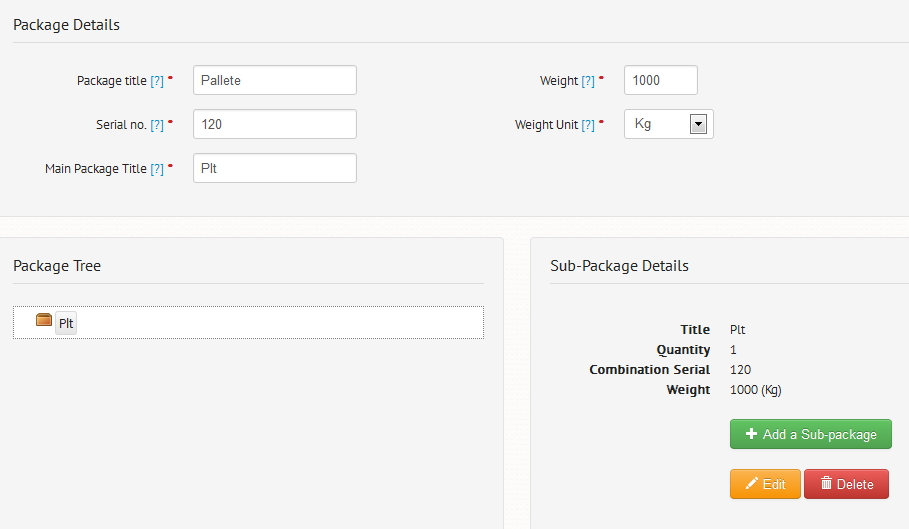 Package Details
Package title [?] * Pallete
Weight [?] * 1000
Serial no. [?] * 120
Weight Unit [?] * Kg
Main Package Title [?] * Plt
Package Tree
Plt
Sub-Package Details
Title Plt
Quantity 1
Combination Serial 120
Weight 1000 (Kg)
Add a Sub-package
Edit Delete